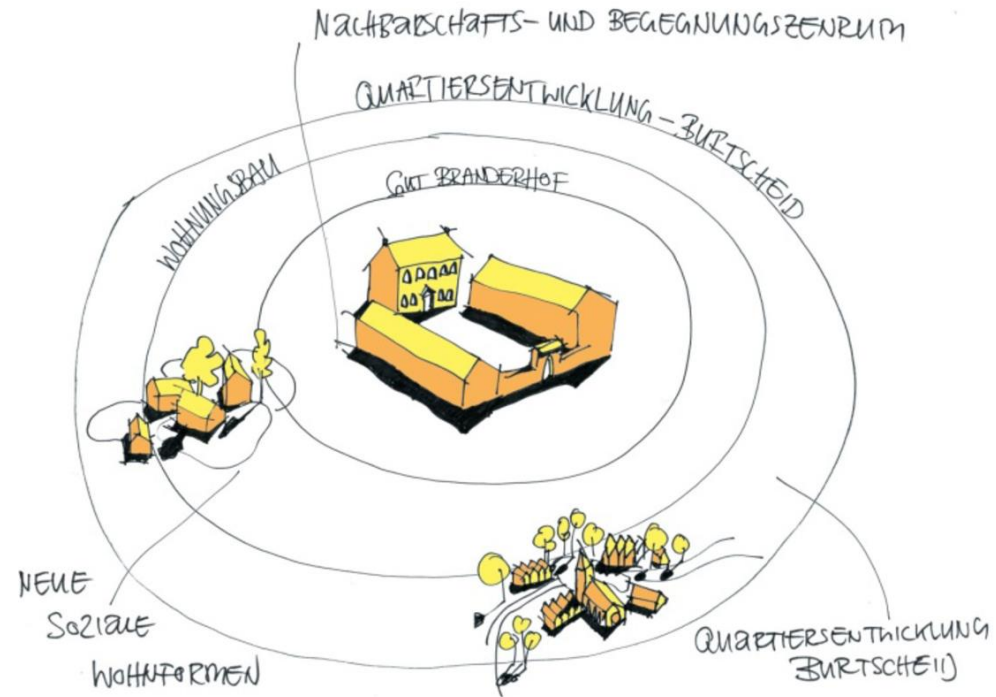 NACHBARSCHAFTS- UND BEGEGNUNGSZENRUM
QUARTIERSENTWICKLUNG - BURTSCHEID
WOHNUNGSBAU
GUT BRANDERHOF
NEUE
SOZIALE
WOHNFORMEN
QUARTIERSENTWICKLUNG
BURTSCHEID